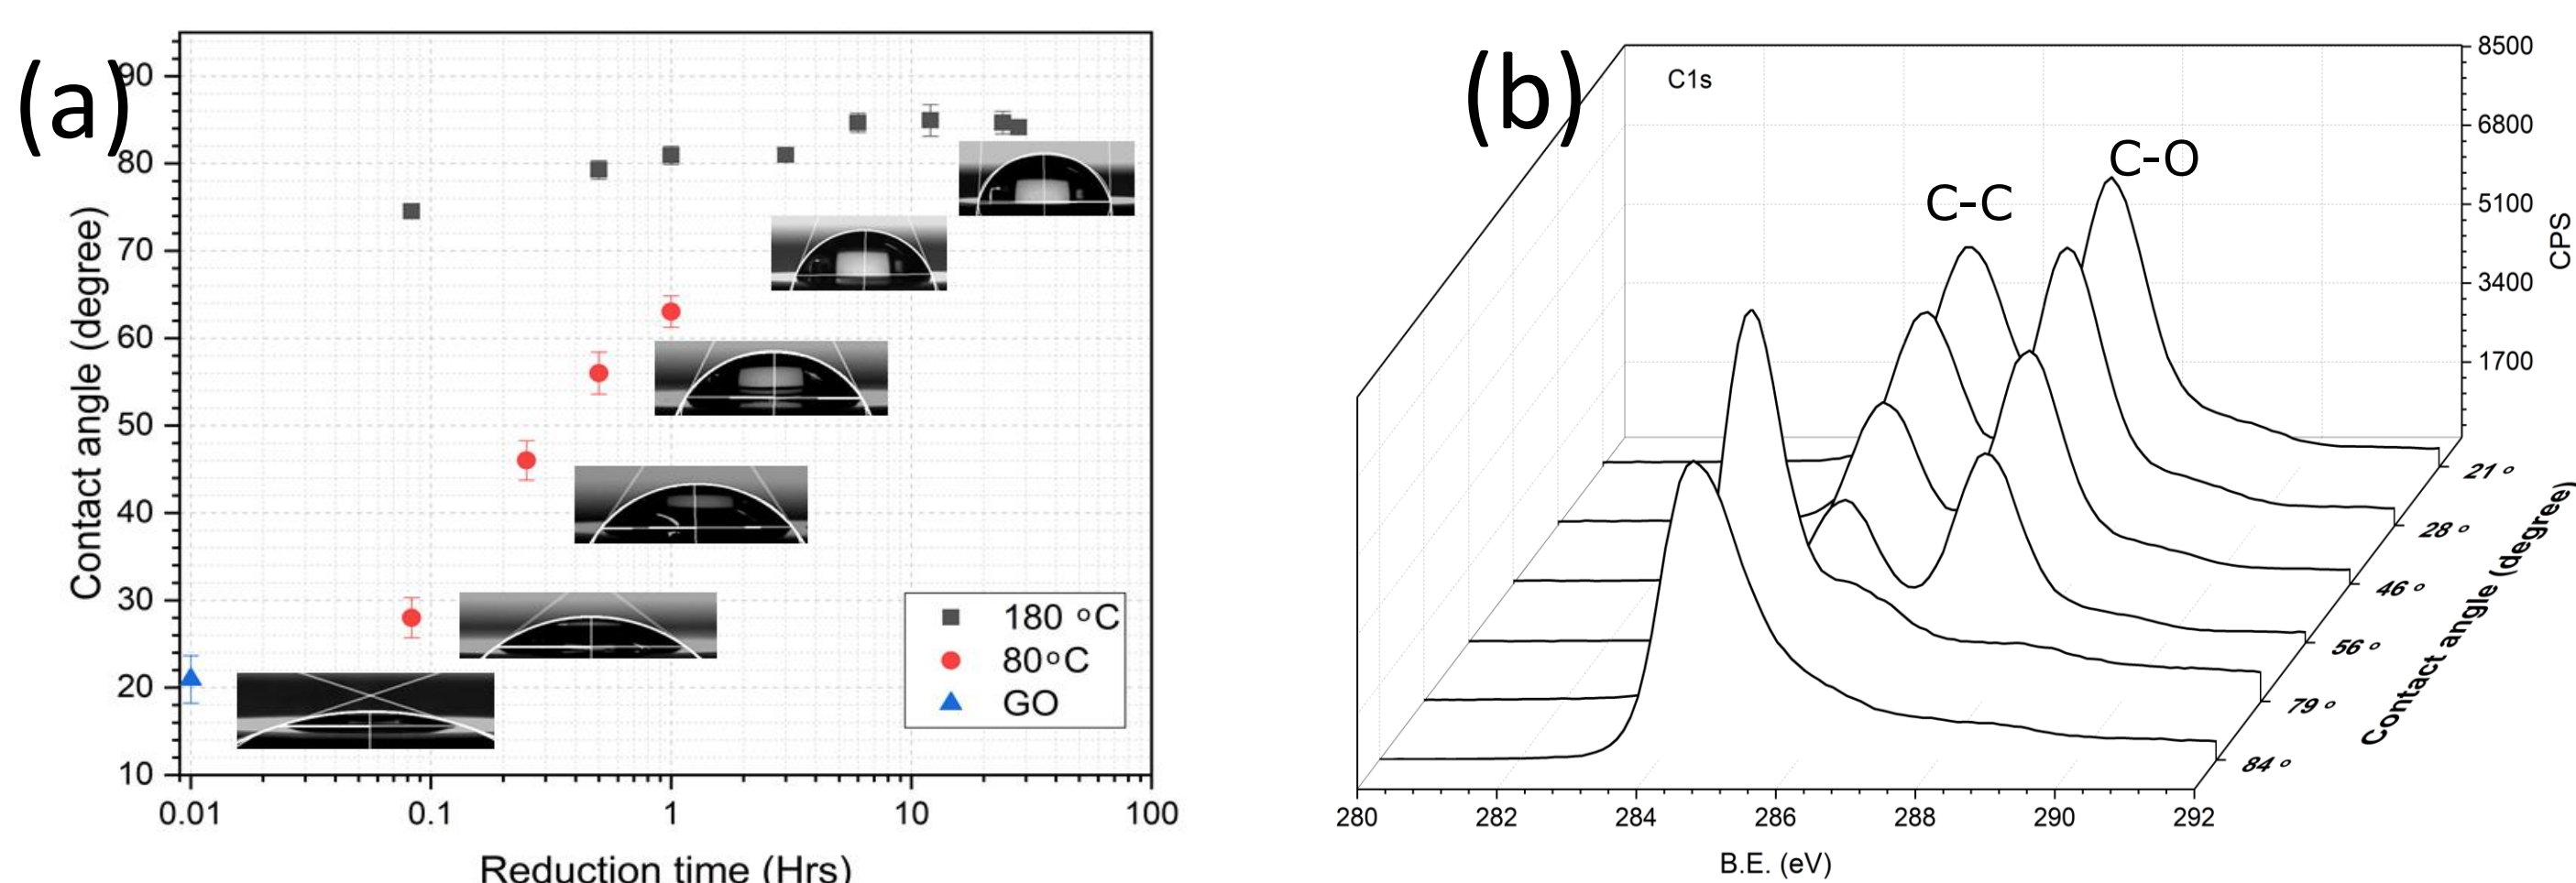 (a)
90
80
70
60
50
40
30
20
10
Contact angle (degree)
0.01
0.1
1
10
100
Reduction time (Hrs)
180 °C
80°C
GO
(b)
C1s
C-C
C-O
8500
6800
5100
3400
1700
CPS
21 °
28 °
46 °
56 °
79 °
84 °
Contact angle (degree)
280
282
284
286
288
290
292
B.E. (eV)